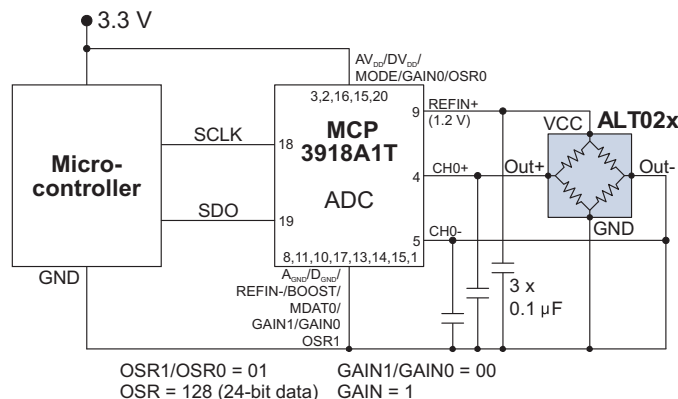 3.3 V
AVDD/DVDD/
MODE/GAIN0/OSR0
3,2,16,15,20
9
REFIN+
(1.2 V)
VCC
ALT02x
SCLK
18
MCP
3918A1T
Micro-
controller
4
CH0+
Out+
Out-
ADC
SDO
19
5
CH0-
GND
GND
8,11,10,17,13,14,15,1
AGND/DGND/
REFIN-/BOOST/
MDAT0/
GAIN1/GAIN0
OSR1
3 x
0.1 µF
OSR1/OSR0 = 01
GAIN1/GAIN0 = 00
OSR = 128 (24-bit data)
GAIN = 1